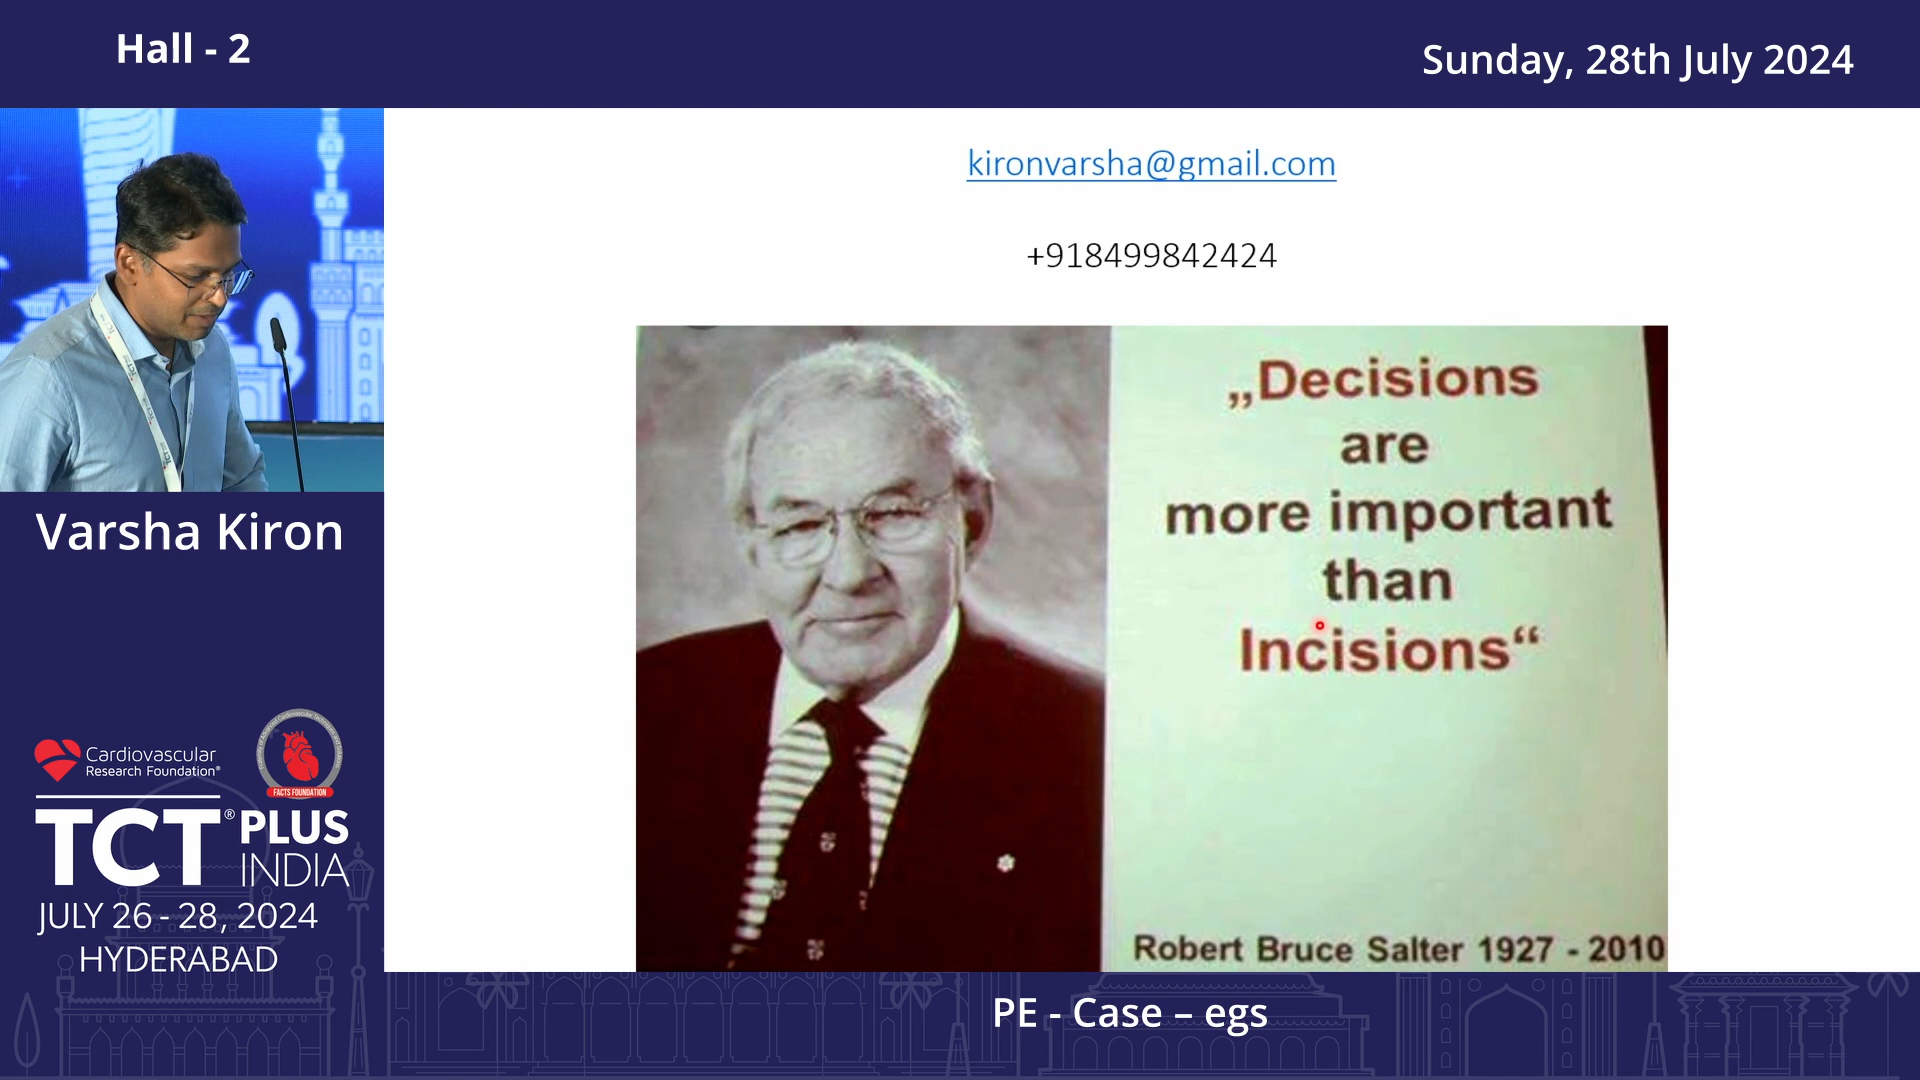 Hall - 2
Sunday, 28th July 2024
kironvarsha@gmail.com
+918499842424
„Decisions
are
more important
than
Incisions“
Robert Bruce Salter 1927 - 2010
Varsha Kiron
Cardiovascular
Research Foundation®
FACTS FOUNDATION
TCT® PLUS
INDIA
JULY 26 - 28, 2024
HYDERABAD
PE - Case – egs